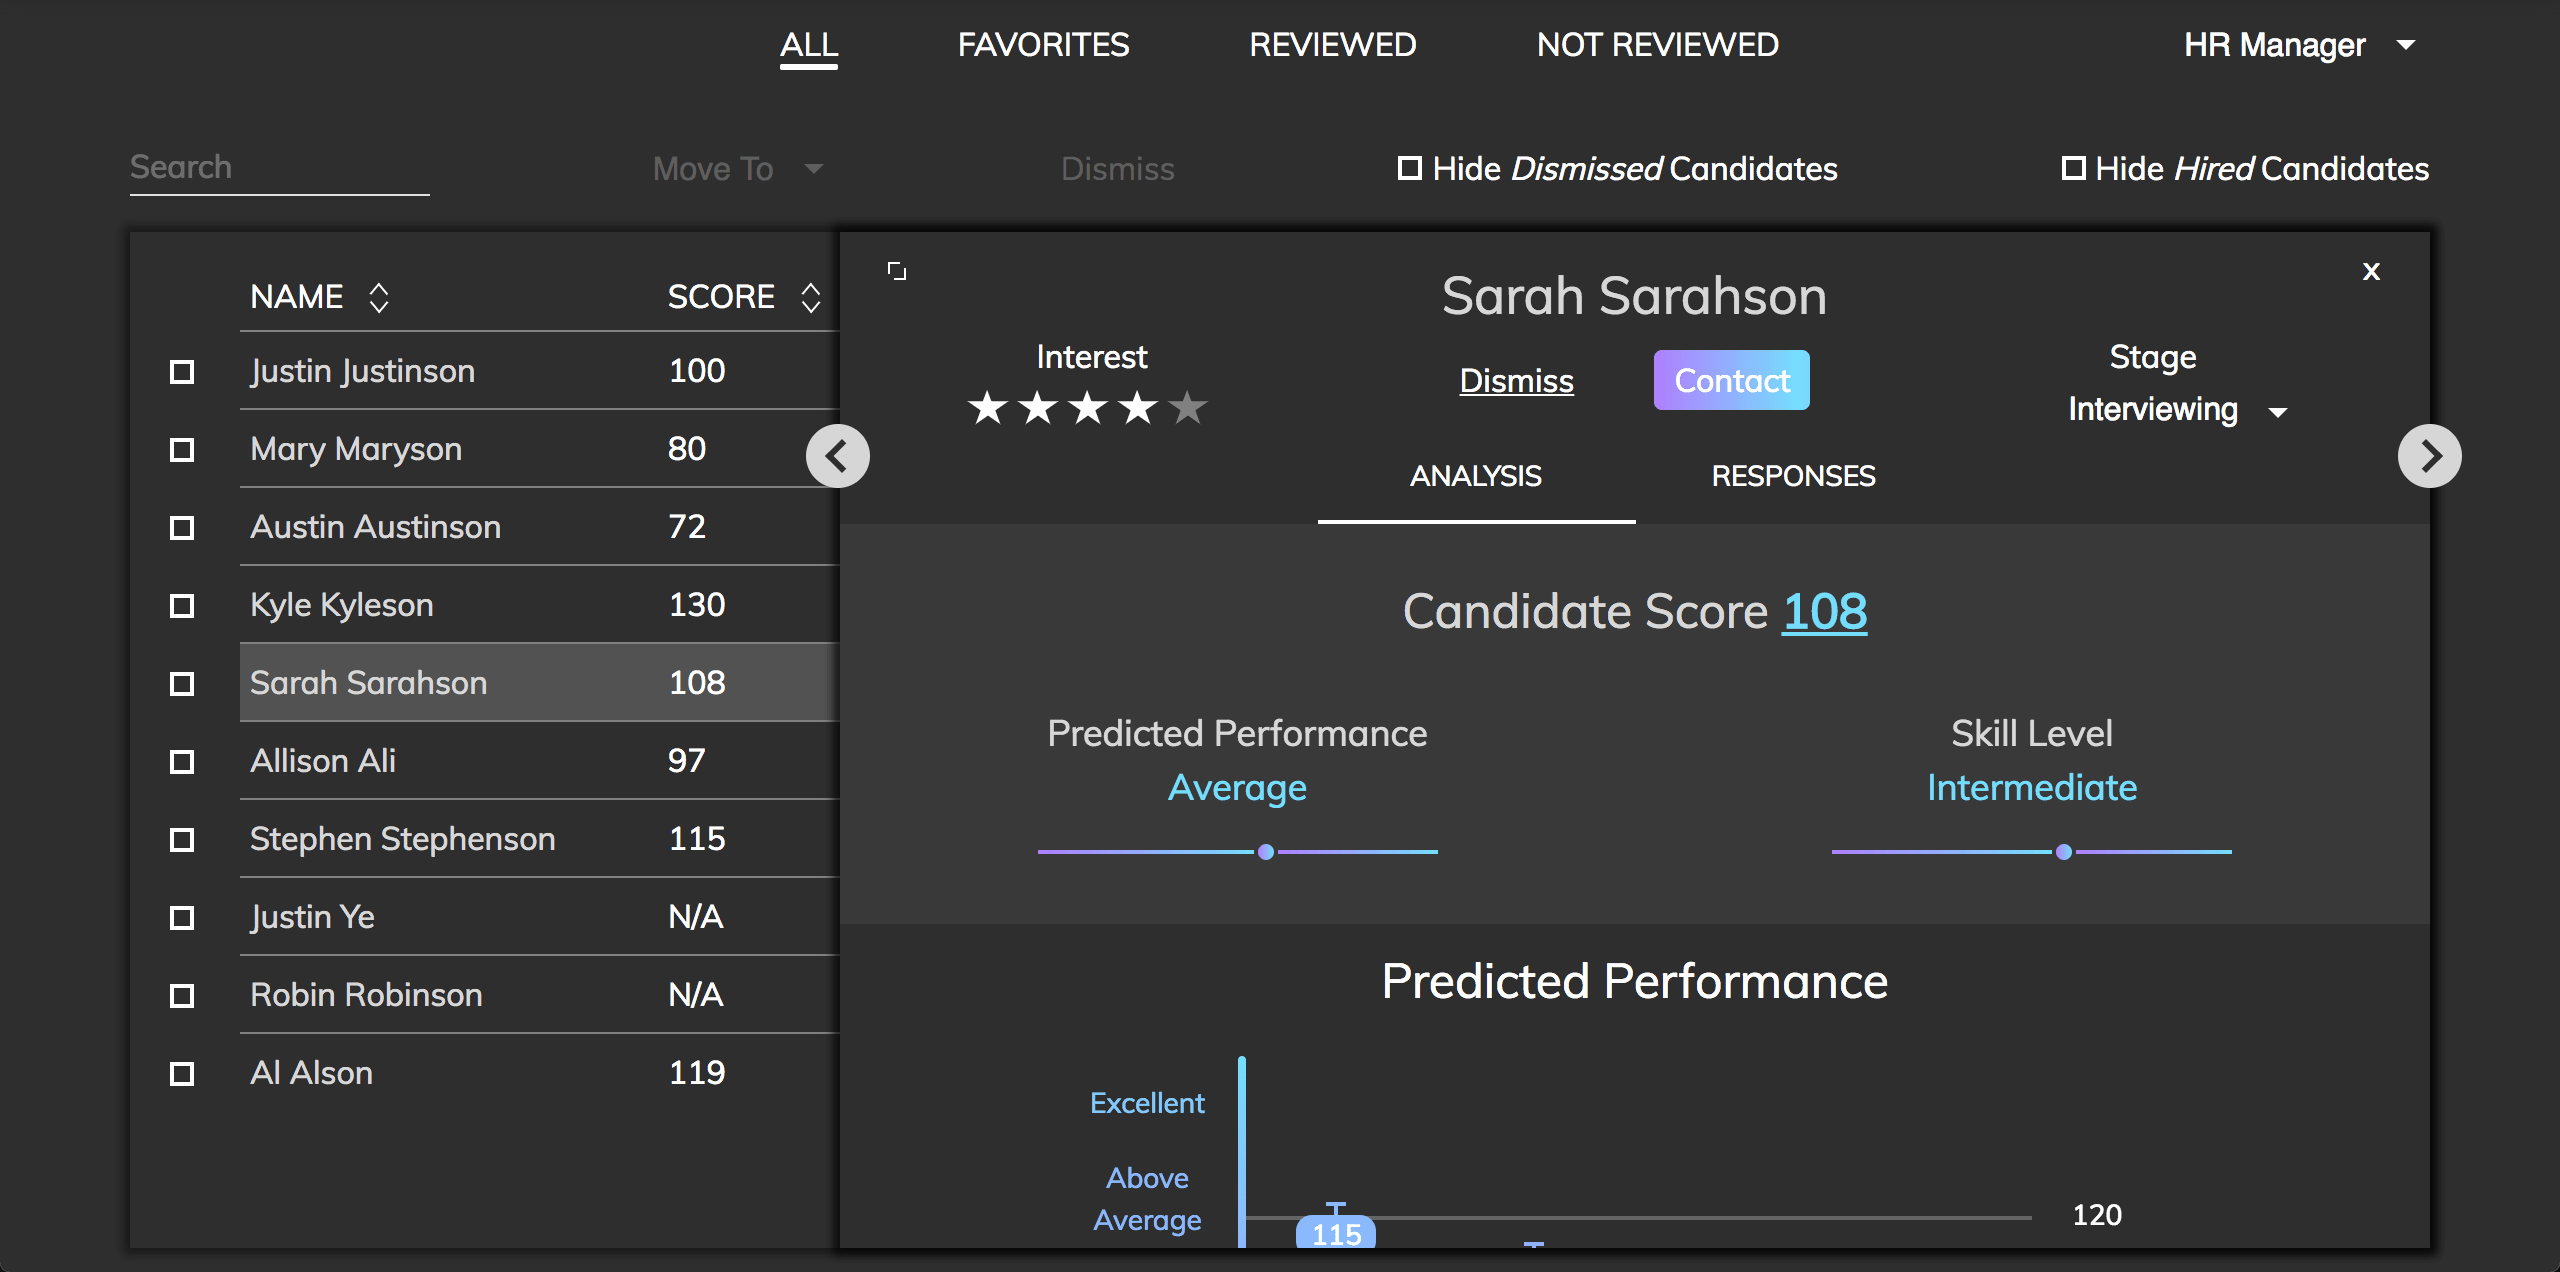 ALL FAVORITES REVIEWED NOT REVIEWED HR Manager
Search Move To Dismiss Hide Dismissed Candidates Hide Hired Candidates
NAME SCORE
Justin Justinson 100
Mary Maryson 80
Austin Austinson 72
Kyle Kyleson 130
Sarah Sarahson 108
Allison Ali 97
Stephen Stephenson 115
Justin Ye N/A
Robin Robinson N/A
Al Alson 119
x
Sarah Sarahson
Interest
Dismiss Contact
Stage
Interviewing
ANALYSIS RESPONSES
Candidate Score 108
Predicted Performance
Average
Skill Level
Intermediate
Predicted Performance
Excellent
Above
Average
120
115